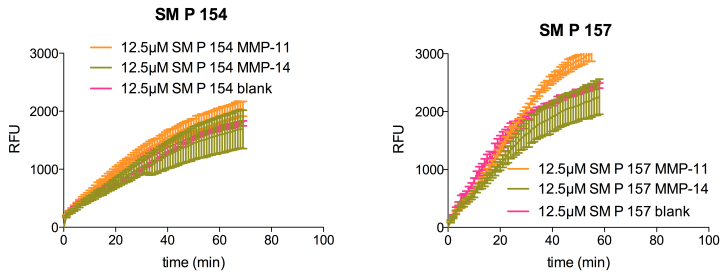 SM P 154
12.5μM SM P 154 MMP-11
12.5μM SM P 154 MMP-14
12.5μM SM P 154 blank
3000
2000
1000
0
RFU
0 20 40 60 80 100
time (min)
SM P 157
3000
2000
1000
0
RFU
12.5μM SM P 157 MMP-11
12.5μM SM P 157 MMP-14
12.5μM SM P 157 blank
0 20 40 60 80 100
time (min)